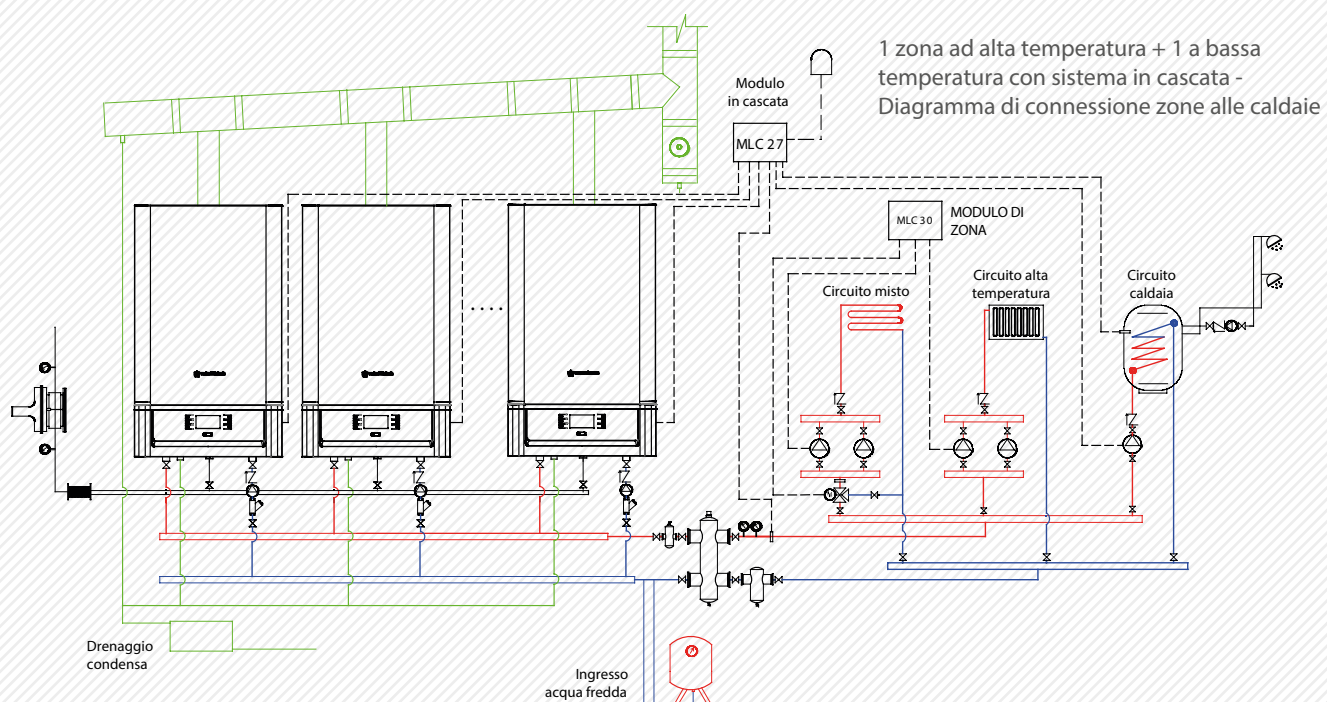 1 zona ad alta temperatura + 1 a bassa
temperatura con sistema in cascata -
Diagramma di connessione zone alle caldaie
Modulo
in cascata
MLC 27
MLC 30
MODULO DI
ZONA
Circuito misto
Circuito alta
temperatura
Circuito
caldaia
....
Drenaggio
condensa
Ingresso
acqua fredda